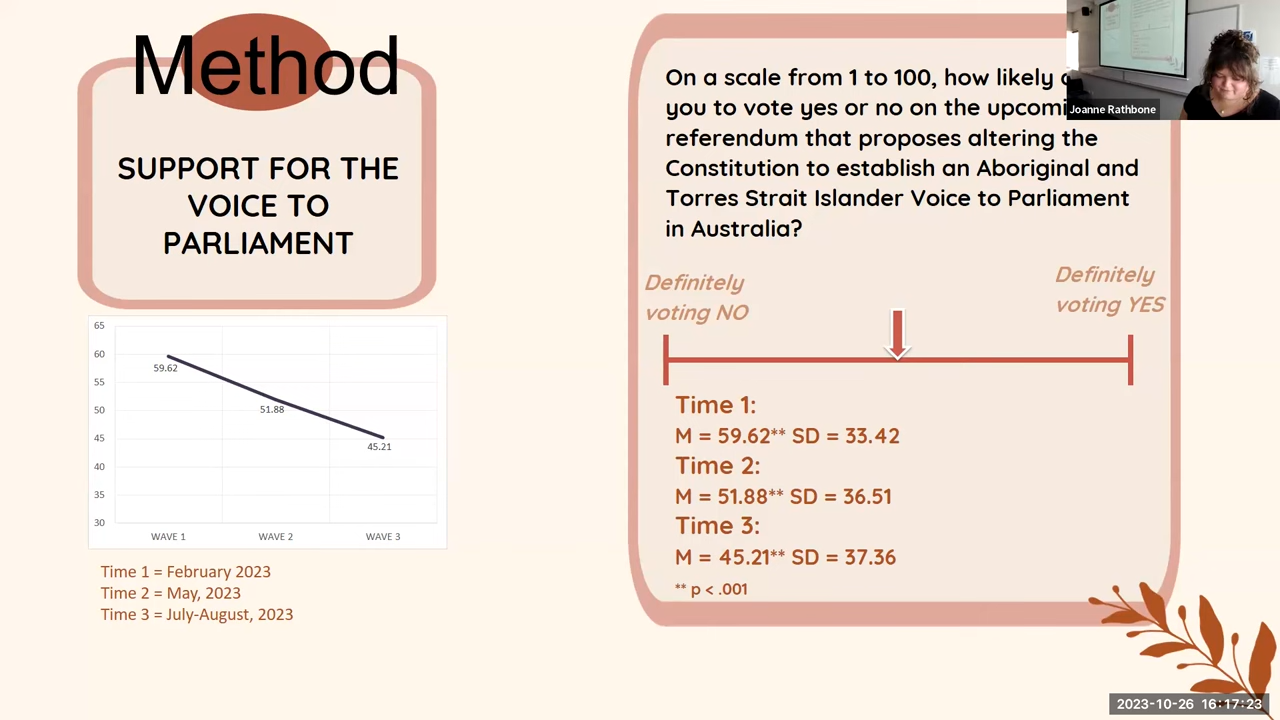 Method
SUPPORT FOR THE
VOICE TO
PARLIAMENT
65
60
55
50
45
40
35
30
59.62
51.88
45.21
WAVE 1
WAVE 2
WAVE 3
Time 1 = February 2023
Time 2 = May, 2023
Time 3 = July-August, 2023
On a scale from 1 to 100, how likely
you to vote yes or no on the upcomi
referendum that proposes altering the
Constitution to establish an Aboriginal and
Torres Strait Islander Voice to Parliament
in Australia?
Definitely
voting NO
Definitely
voting YES
Time 1:
M = 59.62** SD = 33.42
Time 2:
M = 51.88** SD = 36.51
Time 3:
M = 45.21** SD = 37.36
** p < .001
Joanne Rathbone
2023-10-26 16:17:23